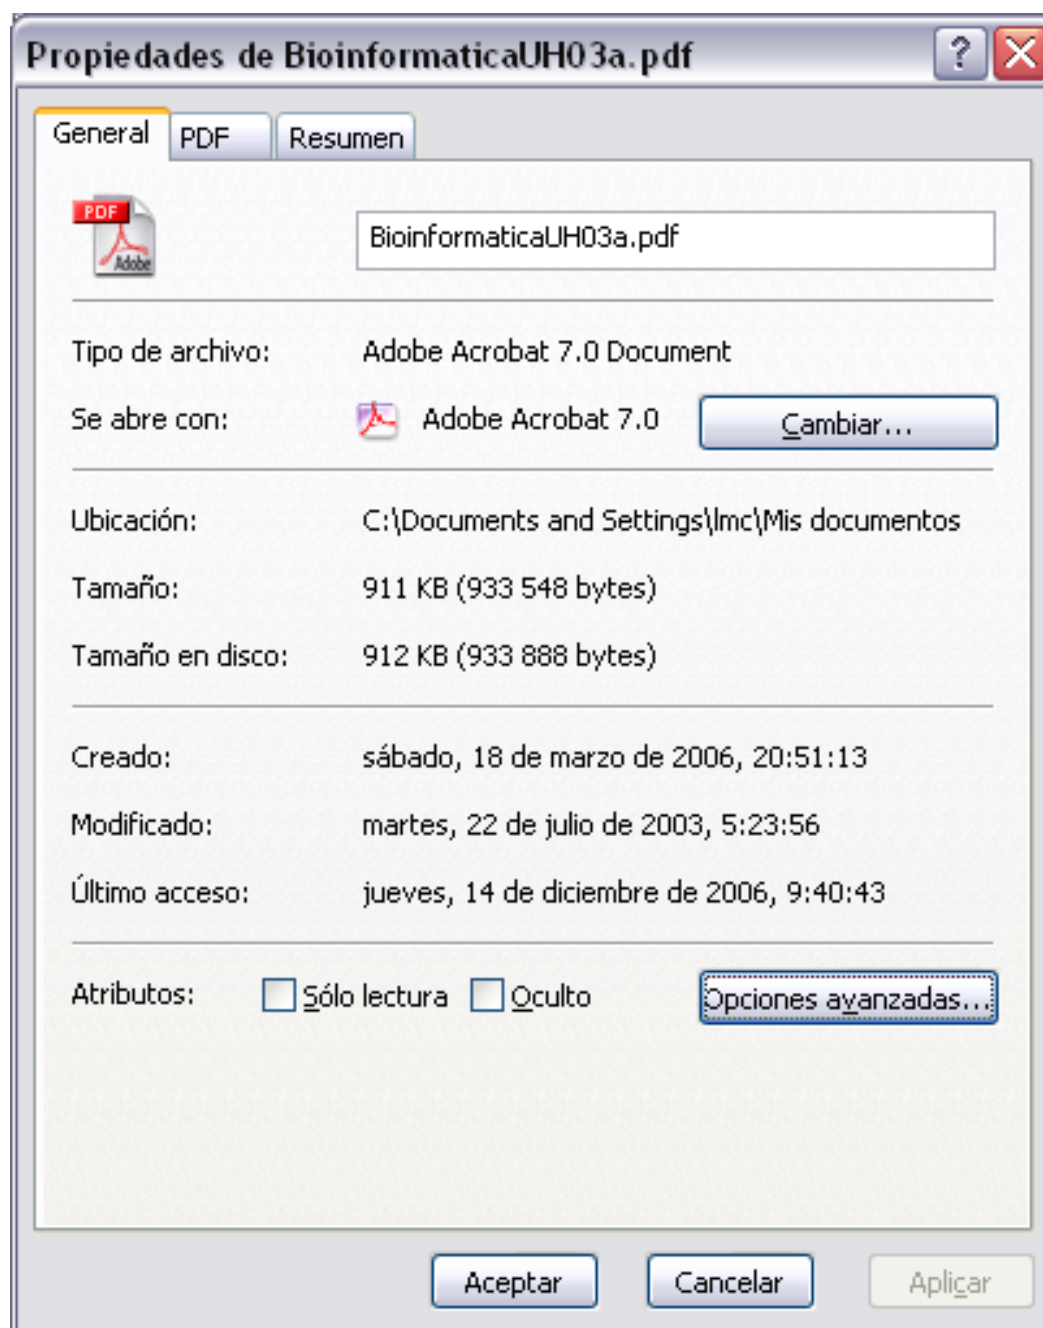 Propiedades de BioinformaticaUH03a.pdf
General PDF Resumen
PDF
Adobe
BioinformaticaUH03a.pdf
Tipo de archivo: Adobe Acrobat 7.0 Document
Se abre con: Adobe Acrobat 7.0 Cambiar...
Ubicación: C:\Documents and Settings\lmc\Mis documentos
Tamaño: 911 KB (933 548 bytes)
Tamaño en disco: 912 KB (933 888 bytes)
Creado: sábado, 18 de marzo de 2006, 20:51:13
Modificado: martes, 22 de julio de 2003, 5:23:56
Último acceso: jueves, 14 de diciembre de 2006, 9:40:43
Atributos: Sólo lectura Oculto Opciones avanzadas...
Aceptar Cancelar Aplicar